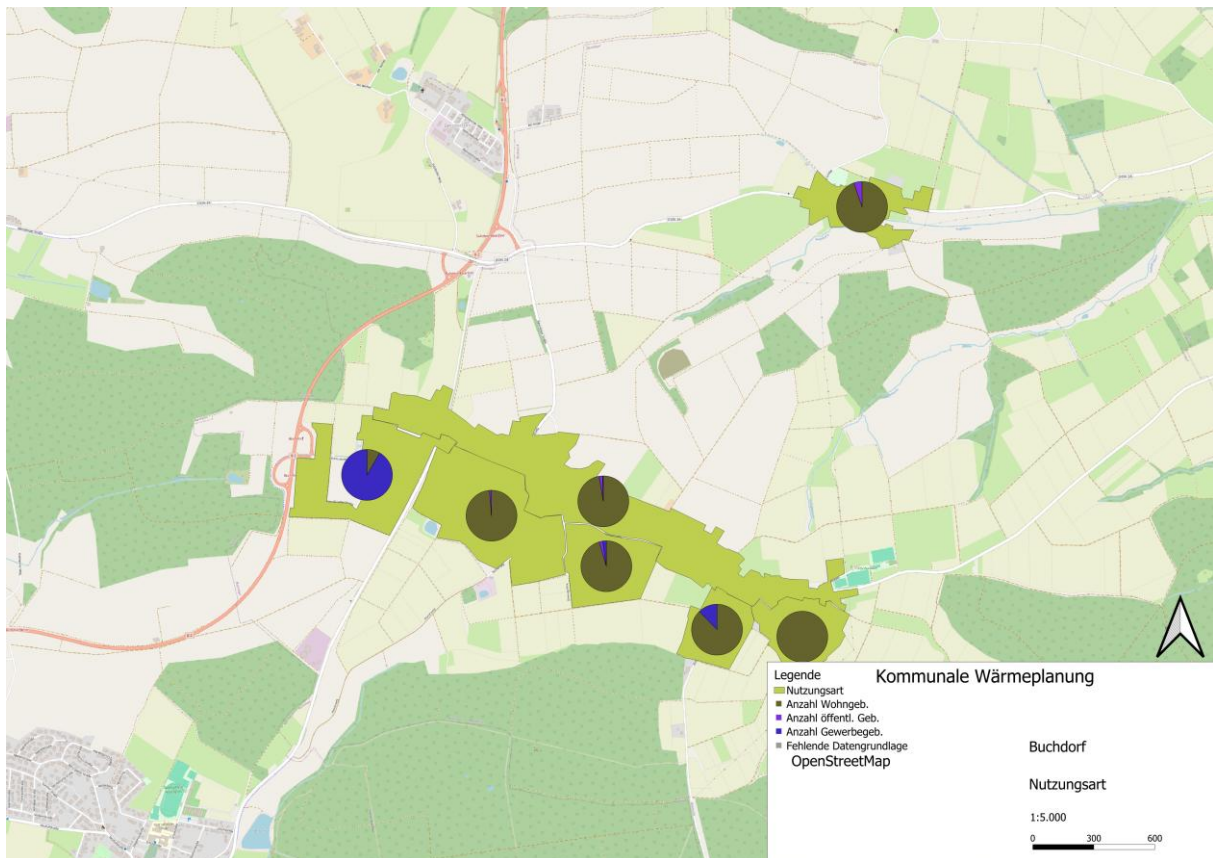 Legende
Kommunale Wärmeplanung
Nutzungsart
Anzahl Wohngeb.
Anzahl öffentl. Geb.
Anzahl Gewerbegeb.
Fehlende Datengrundlage
OpenStreetMap
Buchdorf
Nutzungsart
1:5.000
0 300 600